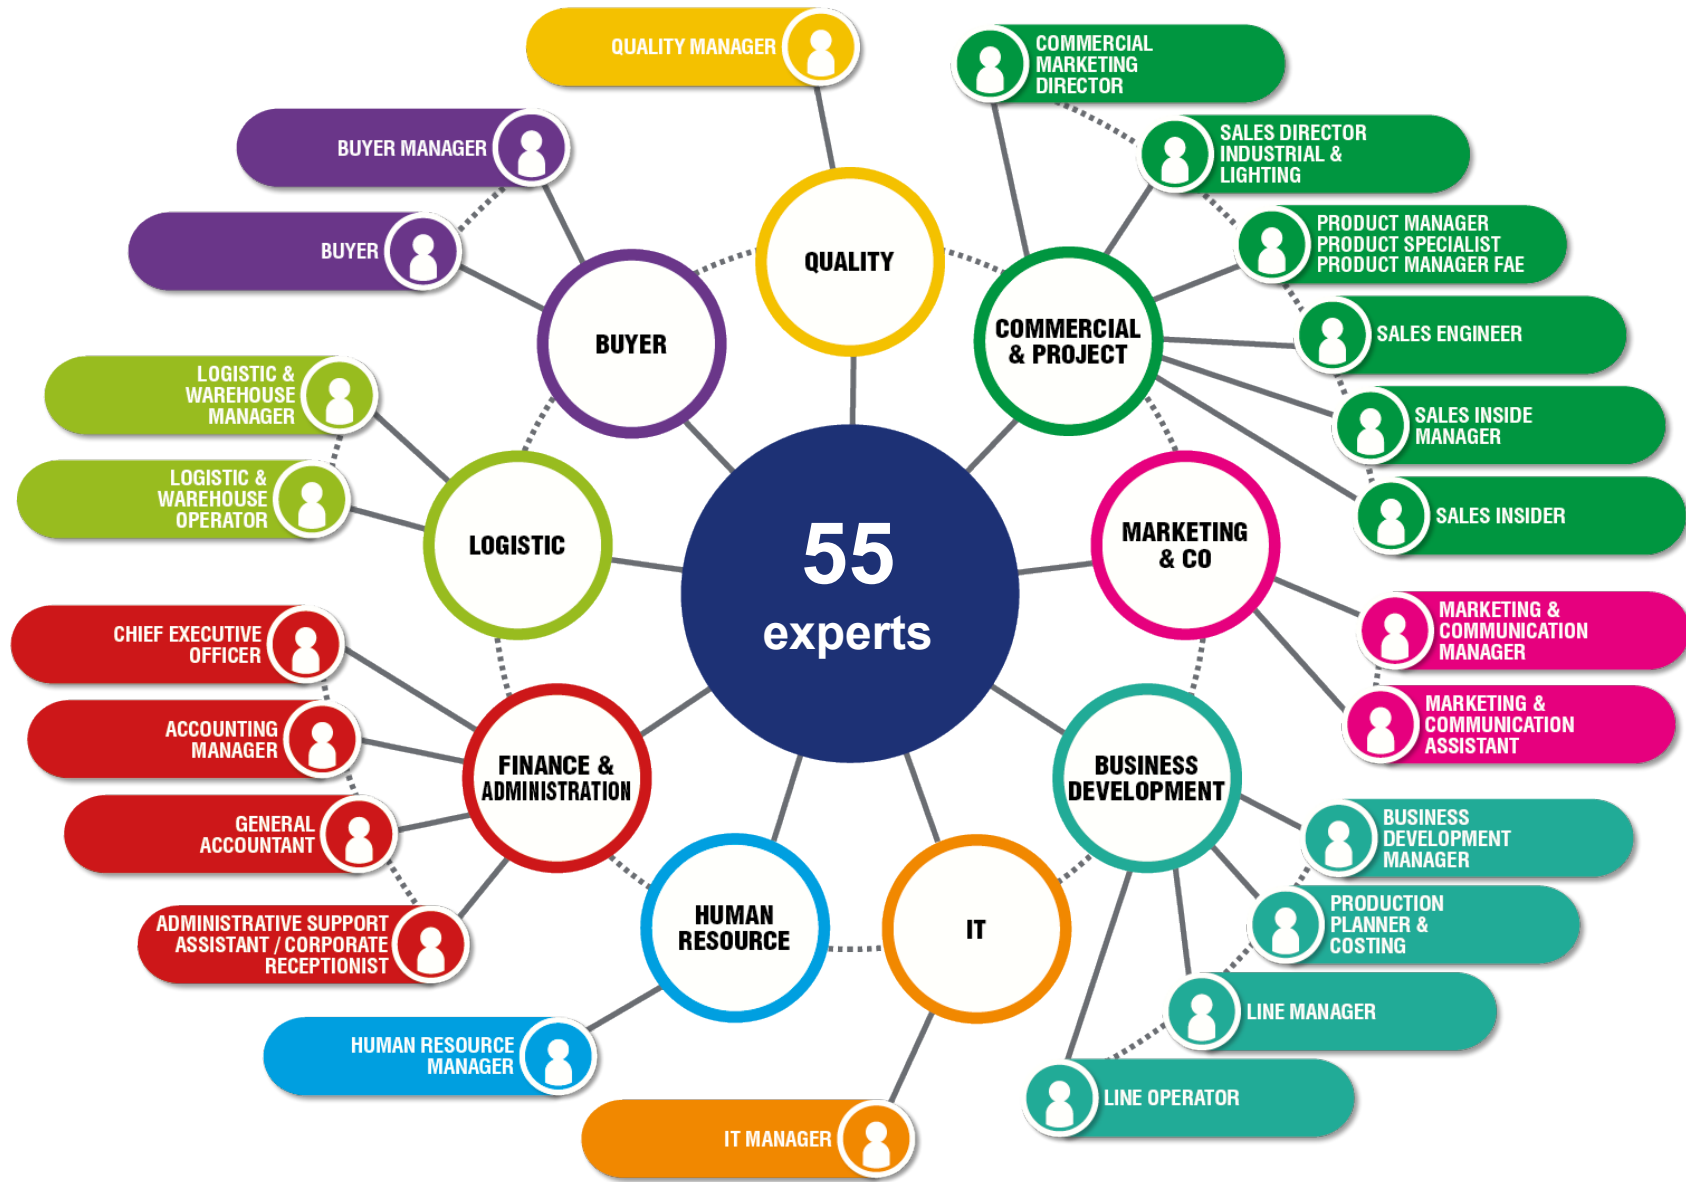 QUALITY MANAGER
COMMERCIAL
MARKETING
DIRECTOR
BUYER MANAGER
SALES DIRECTOR
INDUSTRIAL &
LIGHTING
BUYER
PRODUCT MANAGER
PRODUCT SPECIALIST
PRODUCT MANAGER FAE
QUALITY
BUYER
COMMERCIAL
& PROJECT
SALES ENGINEER
LOGISTIC &
WAREHOUSE
MANAGER
SALES INSIDE
MANAGER
LOGISTIC &
WAREHOUSE
OPERATOR
SALES INSIDER
LOGISTIC
55
experts
MARKETING
& CO
CHIEF EXECUTIVE
OFFICER
MARKETING &
COMMUNICATION
MANAGER
ACCOUNTING
MANAGER
MARKETING &
COMMUNICATION
ASSISTANT
FINANCE &
ADMINISTRATION
BUSINESS
DEVELOPMENT
GENERAL
ACCOUNTANT
BUSINESS
DEVELOPMENT
MANAGER
ADMINISTRATIVE SUPPORT
ASSISTANT / CORPORATE
RECEPTIONIST
HUMAN
RESOURCE
IT
PRODUCTION
PLANNER &
COSTING
LINE MANAGER
HUMAN RESOURCE
MANAGER
LINE OPERATOR
IT MANAGER